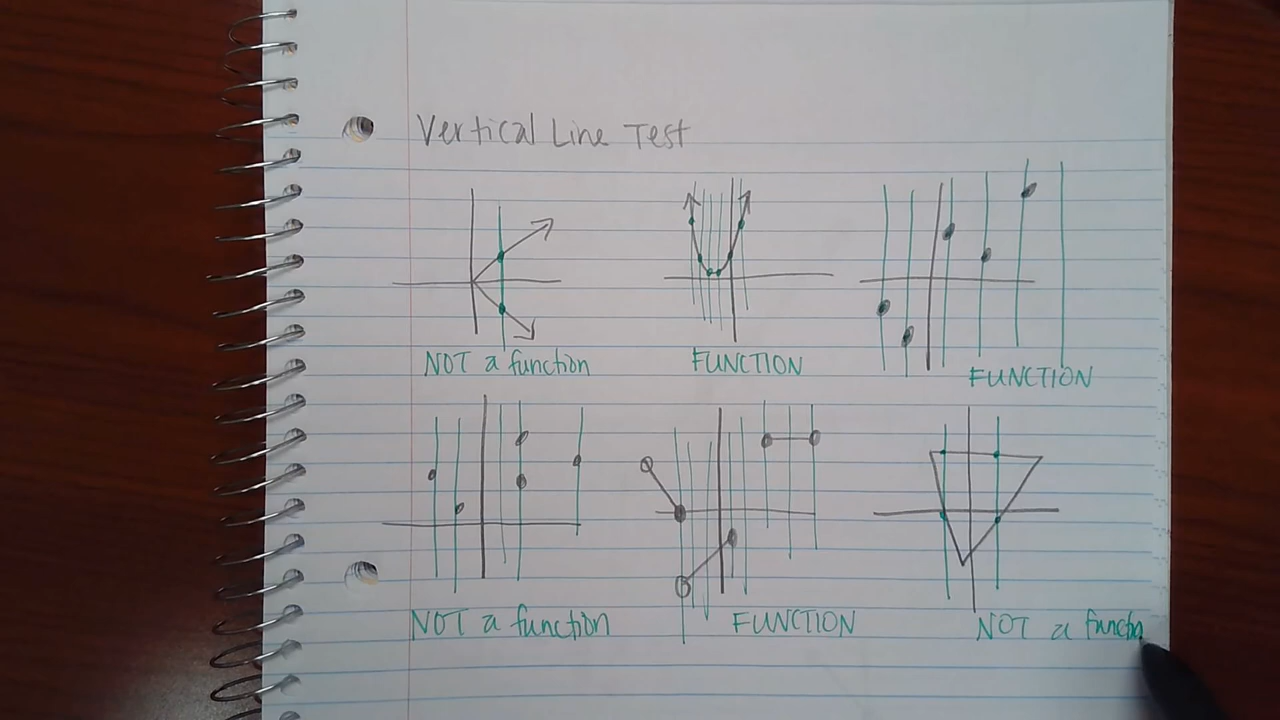 Vertical Line Test
NOT a function
FUNCTION
FUNCTION
NOT a function
FUNCTION
NOT a functio